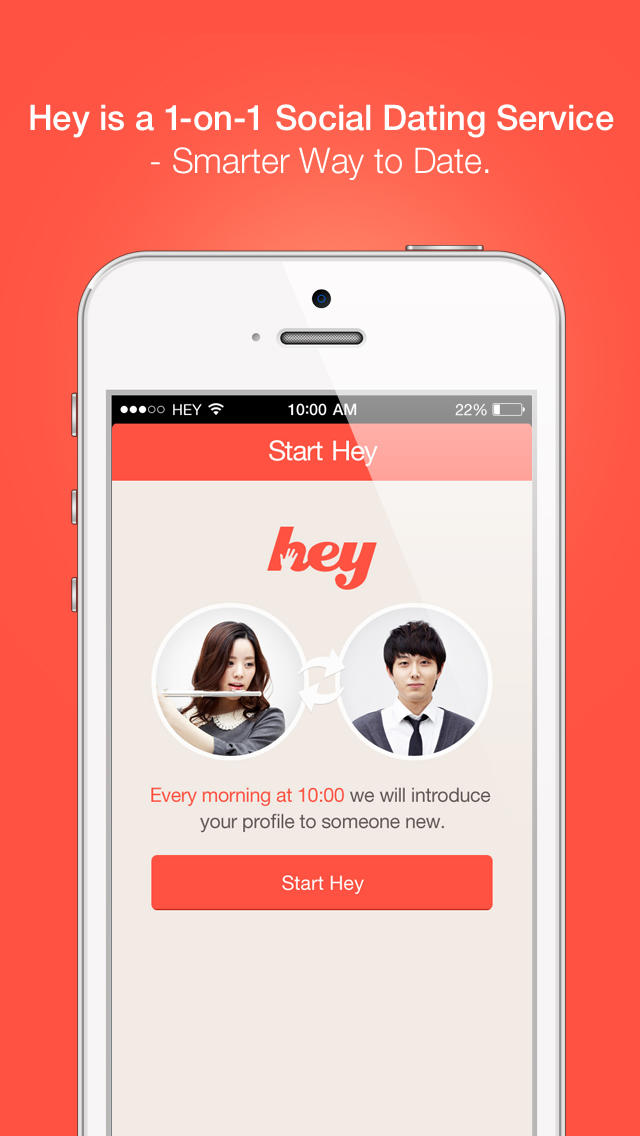 Hey is a 1-on-1 Social Dating Service
- Smarter Way to Date.
HEY 10:00 AM 22%
Start Hey
hey
Every morning at 10:00 we will introduce
your profile to someone new.
Start Hey